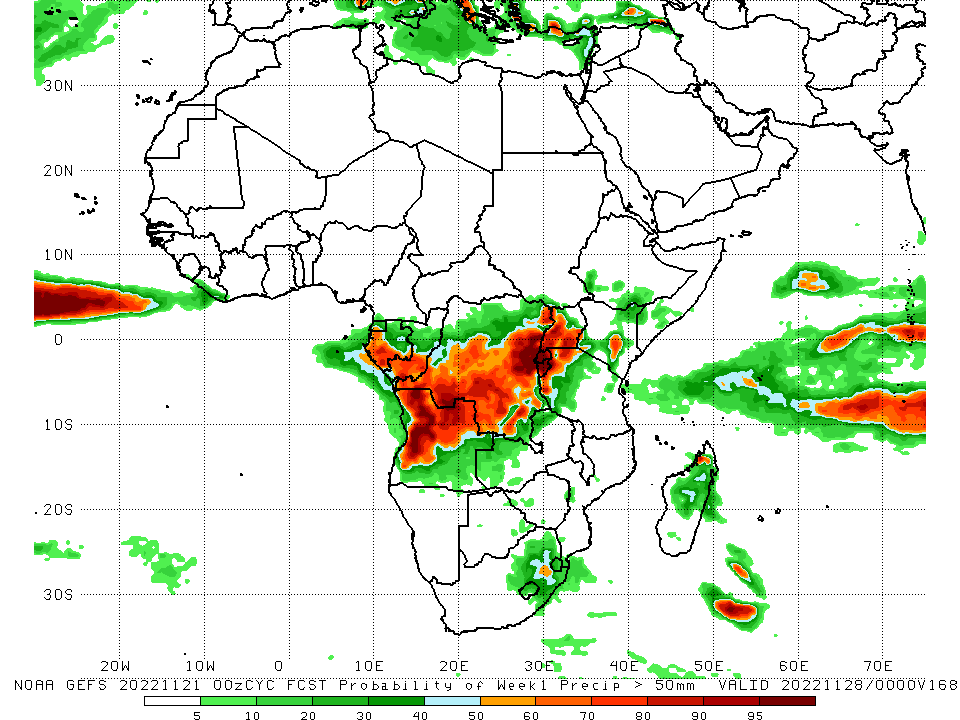 30N
20N
10N
0
10S
20S
30S
20W 10W 0 10E 20E 30E 40E 50E 60E 70E
NOAA GEFS 20221121 00zCYC FCST Probability of Week1 Precip > 50mm VALID 20221128/0000V168
5 10 20 30 40 50 60 70 80 90 95